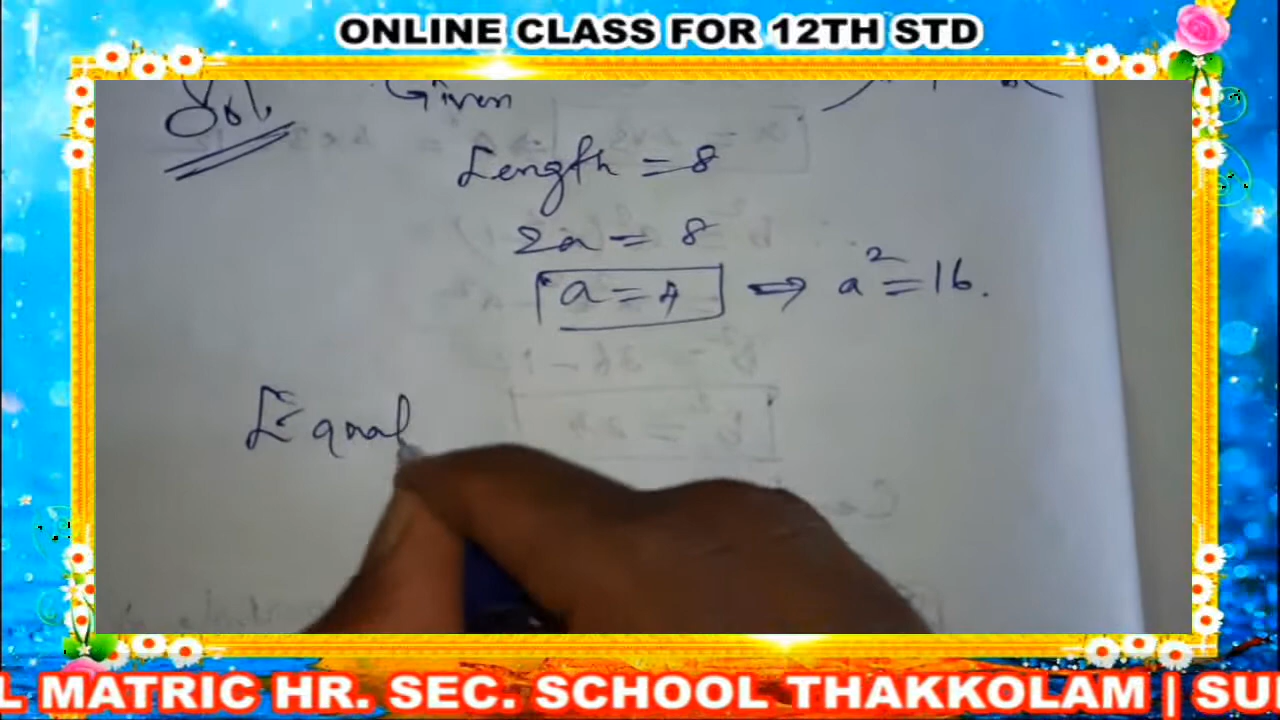 ONLINE CLASS FOR 12TH STD
Sol. Given
Length = 8
2a = 8
a = 4 ⇒ a² = 16.
Equal
L MATRIC HR. SEC. SCHOOL THAKKOLAM | SU